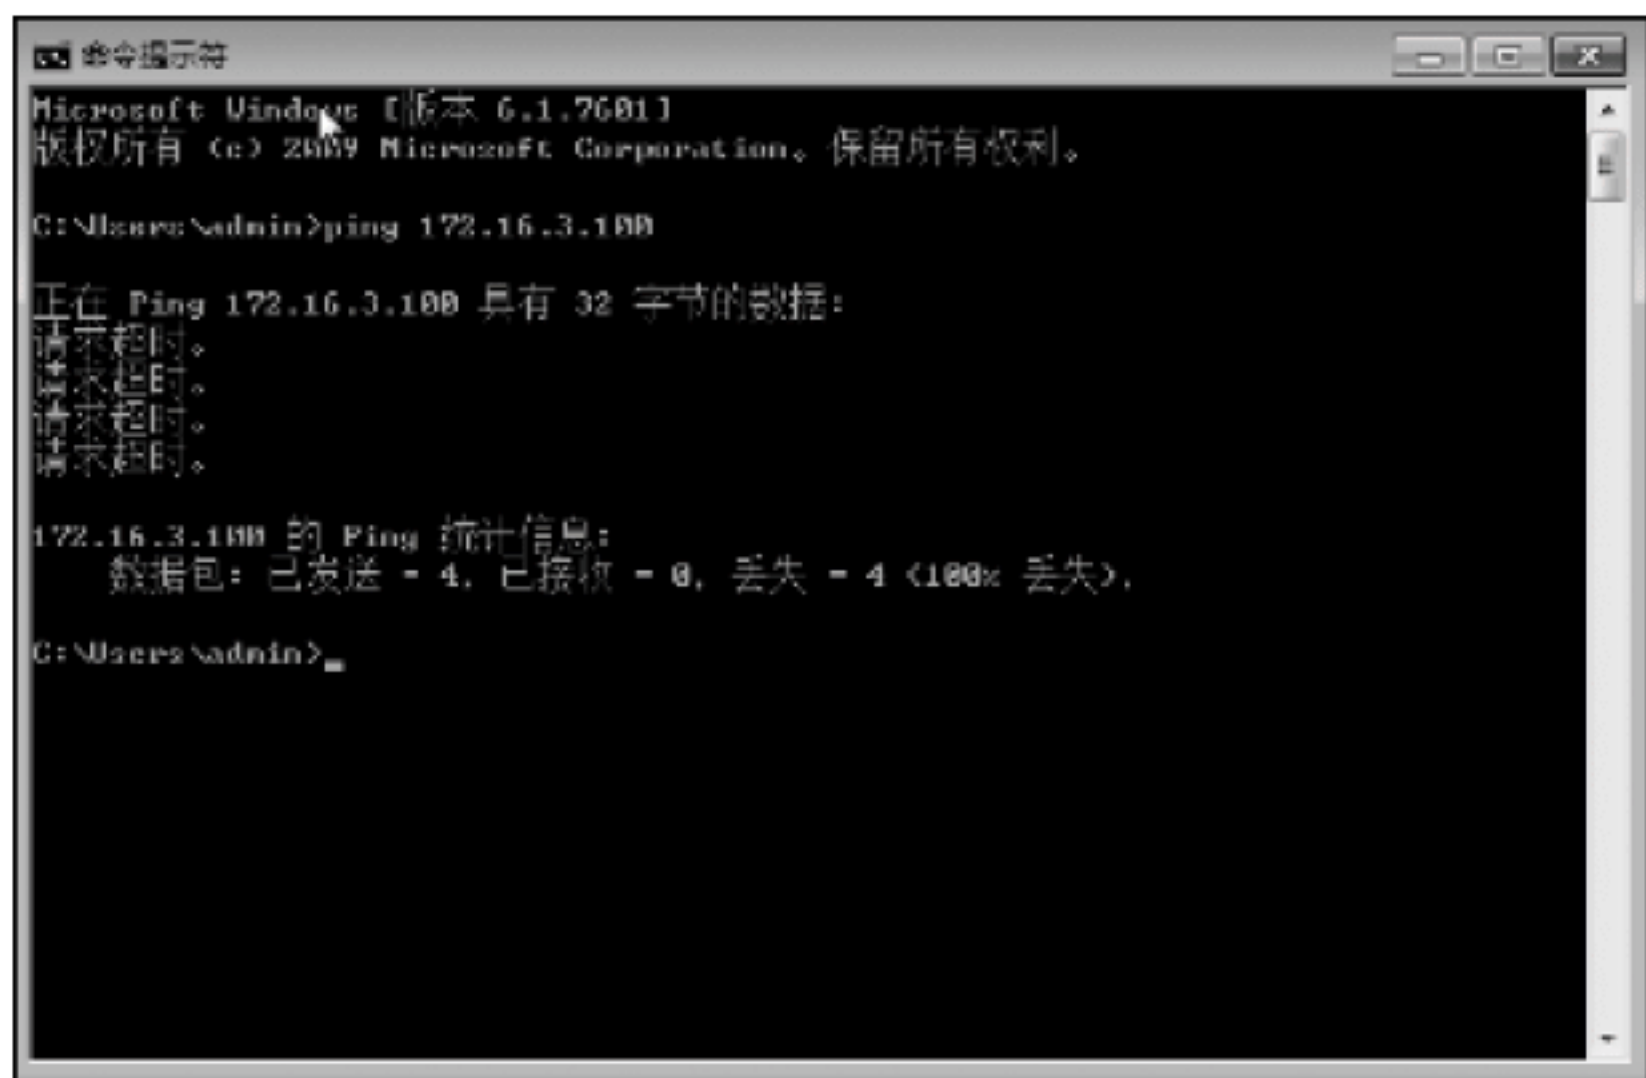 命令提示符
Microsoft Windows [版本 6.1.7601]
版权所有 (c) 2009 Microsoft Corporation。保留所有权利。
C:\Users\admin>ping 172.16.3.100
正在 Ping 172.16.3.100 具有 32 字节的数据:
请求超时。
请求超时。
请求超时。
请求超时。
172.16.3.100 的 Ping 统计信息:
数据包: 已发送 = 4, 已接收 = 0, 丢失 = 4 (100% 丢失),
C:\Users\admin>